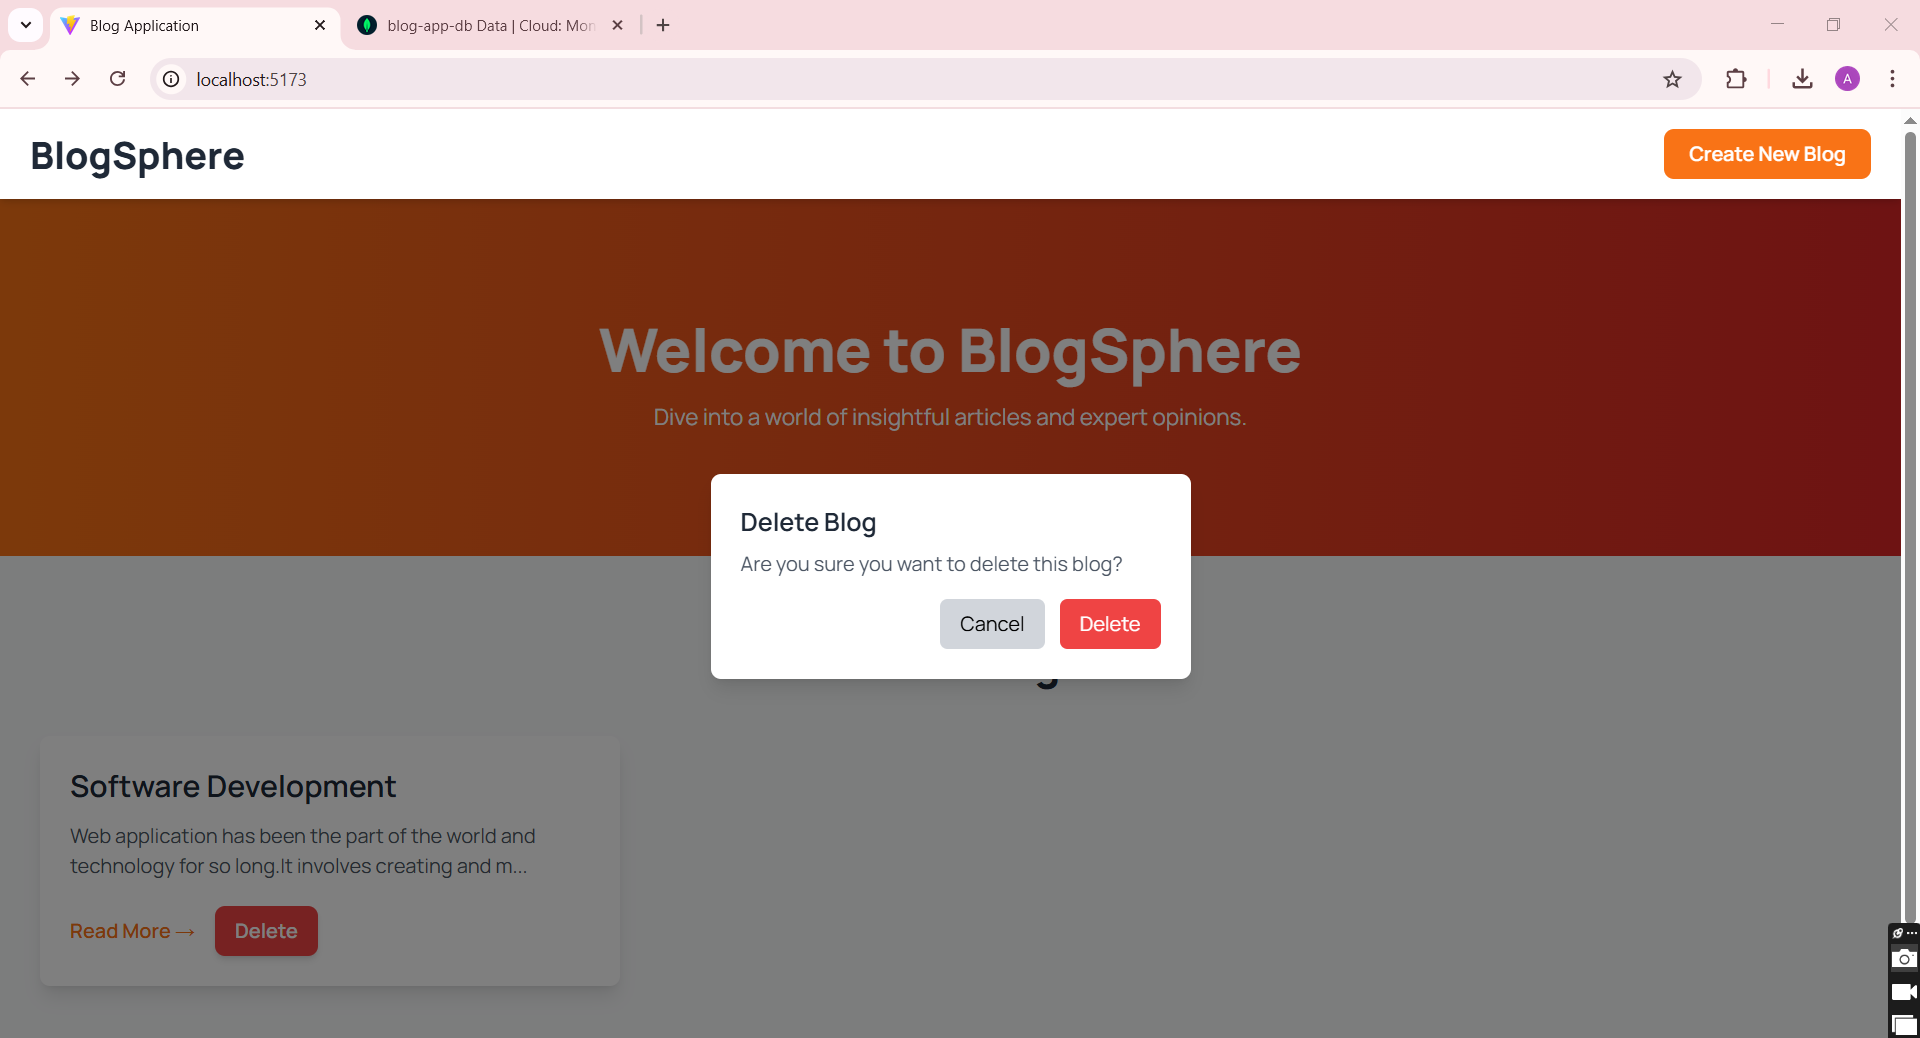 Blog Application
blog-app-db Data | Cloud: Mon
localhost:5173
A
BlogSphere
Create New Blog
Welcome to BlogSphere
Dive into a world of insightful articles and expert opinions.
Delete Blog
Are you sure you want to delete this blog?
Cancel
Delete
Software Development
Web application has been the part of the world and
technology for so long.It involves creating and m...
Read More →
Delete